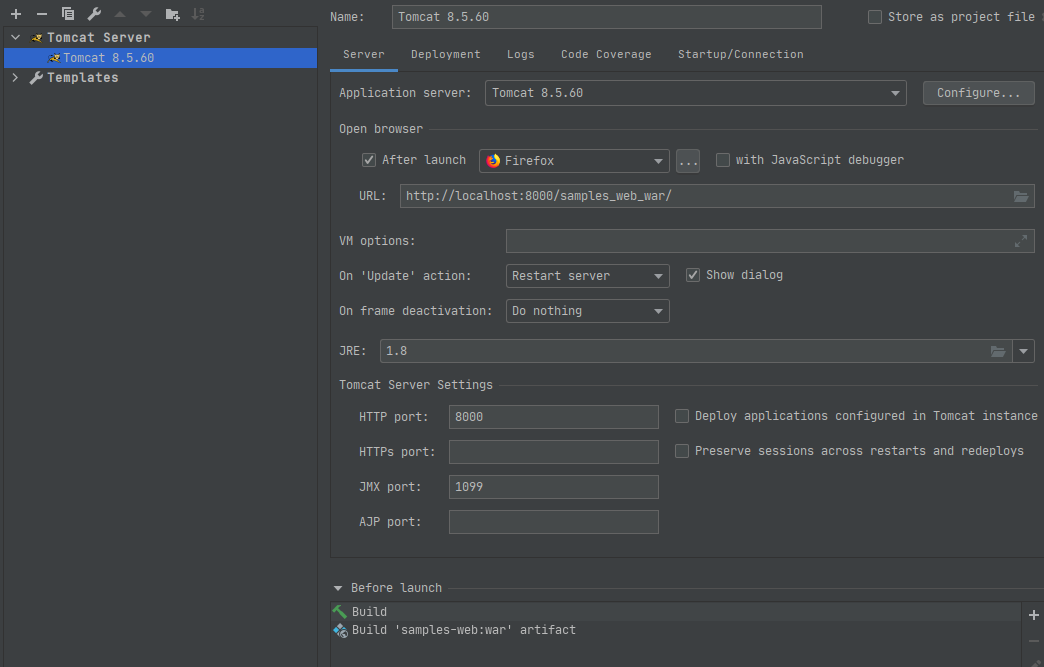 Name: Tomcat 8.5.60 Store as project file
Tomcat Server
Tomcat 8.5.60
Templates
Server Deployment Logs Code Coverage Startup/Connection
Application server: Tomcat 8.5.60 Configure...
Open browser
After launch Firefox ... with JavaScript debugger
URL: http://localhost:8000/samples_web_war/
VM options:
On 'Update' action: Restart server Show dialog
On frame deactivation: Do nothing
JRE: 1.8
Tomcat Server Settings
HTTP port: 8000 Deploy applications configured in Tomcat instance
HTTPs port: Preserve sessions across restarts and redeploys
JMX port: 1099
AJP port:
Before launch
Build
Build 'samples-web:war' artifact